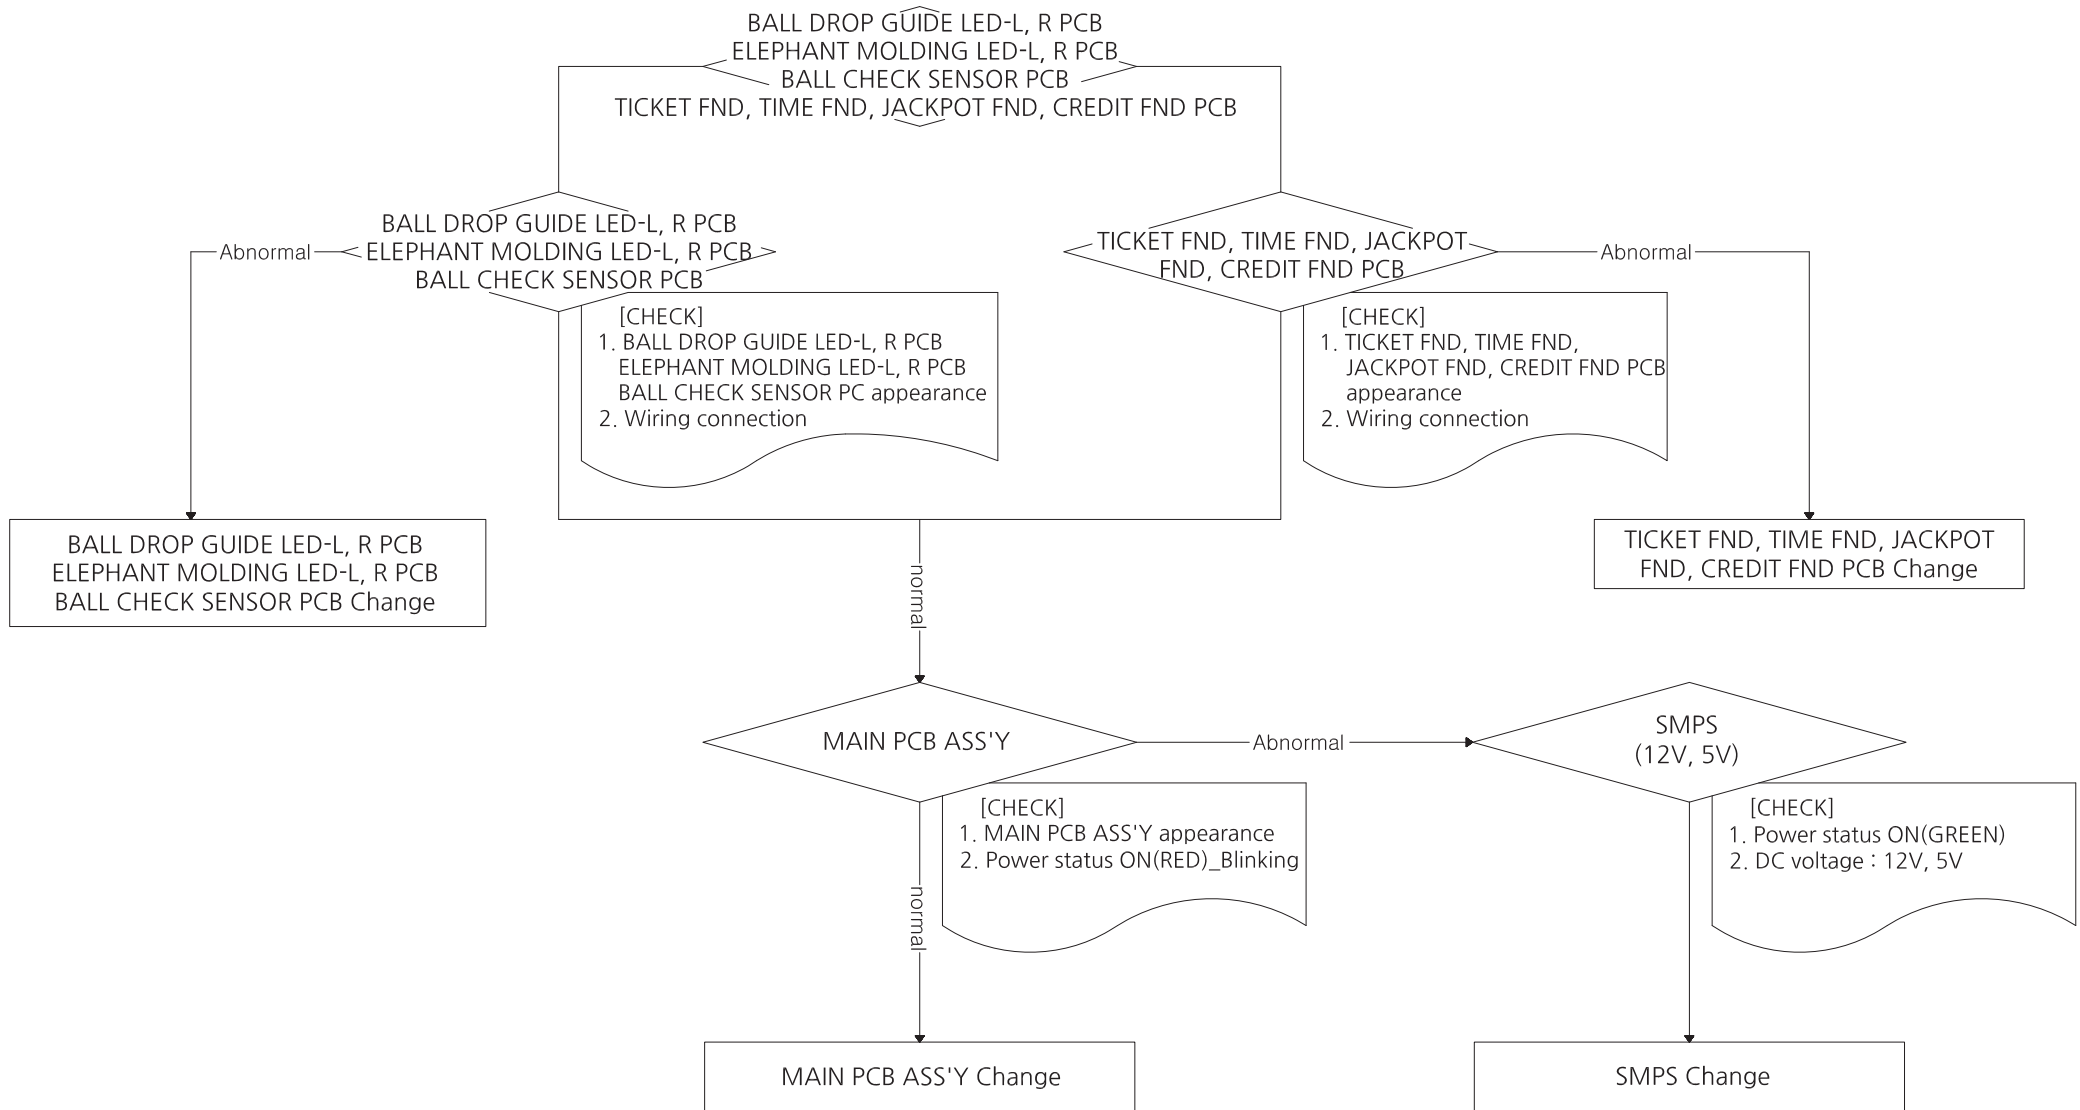 BALL DROP GUIDE LED-L, R PCB
ELEPHANT MOLDING LED-L, R PCB
BALL CHECK SENSOR PCB
TICKET FND, TIME FND, JACKPOT FND, CREDIT FND PCB
BALL DROP GUIDE LED-L, R PCB
ELEPHANT MOLDING LED-L, R PCB
BALL CHECK SENSOR PCB
Abnormal
TICKET FND, TIME FND, JACKPOT
FND, CREDIT FND PCB
Abnormal
[CHECK]
1. BALL DROP GUIDE LED-L, R PCB
ELEPHANT MOLDING LED-L, R PCB
BALL CHECK SENSOR PC appearance
2. Wiring connection
[CHECK]
1. TICKET FND, TIME FND,
JACKPOT FND, CREDIT FND PCB
appearance
2. Wiring connection
BALL DROP GUIDE LED-L, R PCB
ELEPHANT MOLDING LED-L, R PCB
BALL CHECK SENSOR PCB Change
TICKET FND, TIME FND, JACKPOT
FND, CREDIT FND PCB Change
normal
MAIN PCB ASS'Y
Abnormal
SMPS
(12V, 5V)
[CHECK]
1. MAIN PCB ASS'Y appearance
2. Power status ON(RED)_Blinking
[CHECK]
1. Power status ON(GREEN)
2. DC voltage : 12V, 5V
normal
MAIN PCB ASS'Y Change
SMPS Change